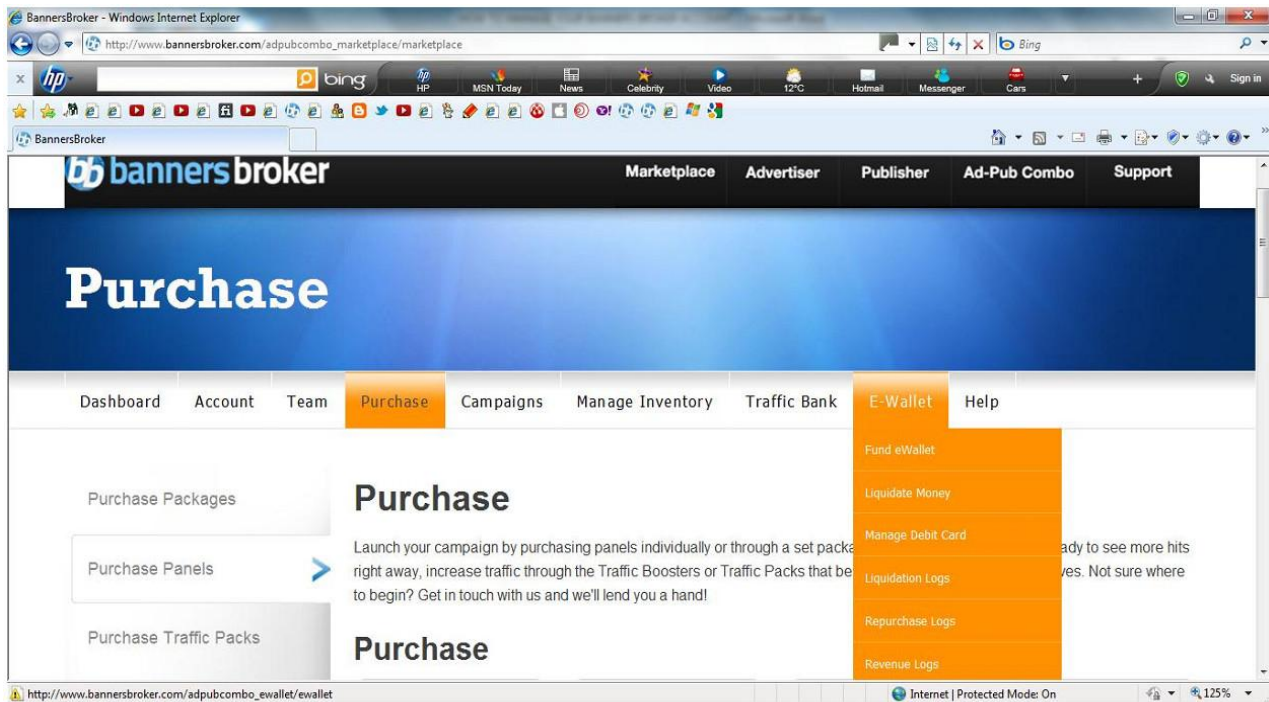 BannersBroker - Windows Internet Explorer
http://www.bannersbroker.com/adpubcombo_marketplace/marketplace
Bing
hp bing HP MSN Today News Celebrity Video 12°C Hotmail Messenger Cars Sign in
BannersBroker
bb banners broker Marketplace Advertiser Publisher Ad-Pub Combo Support
Purchase
Dashboard Account Team Purchase Campaigns Manage Inventory Traffic Bank E-Wallet Help
Fund eWallet
Liquidate Money
Manage Debit Card
Liquidation Logs
Repurchase Logs
Revenue Logs
Purchase Packages
Purchase Panels
Purchase Traffic Packs
Purchase
Launch your campaign by purchasing panels individually or through a set packa ady to see more hits
right away, increase traffic through the Traffic Boosters or Traffic Packs that be ves. Not sure where
to begin? Get in touch with us and we'll lend you a hand!
Purchase
http://www.bannersbroker.com/adpubcombo_ewallet/ewallet
Internet | Protected Mode: On
125%